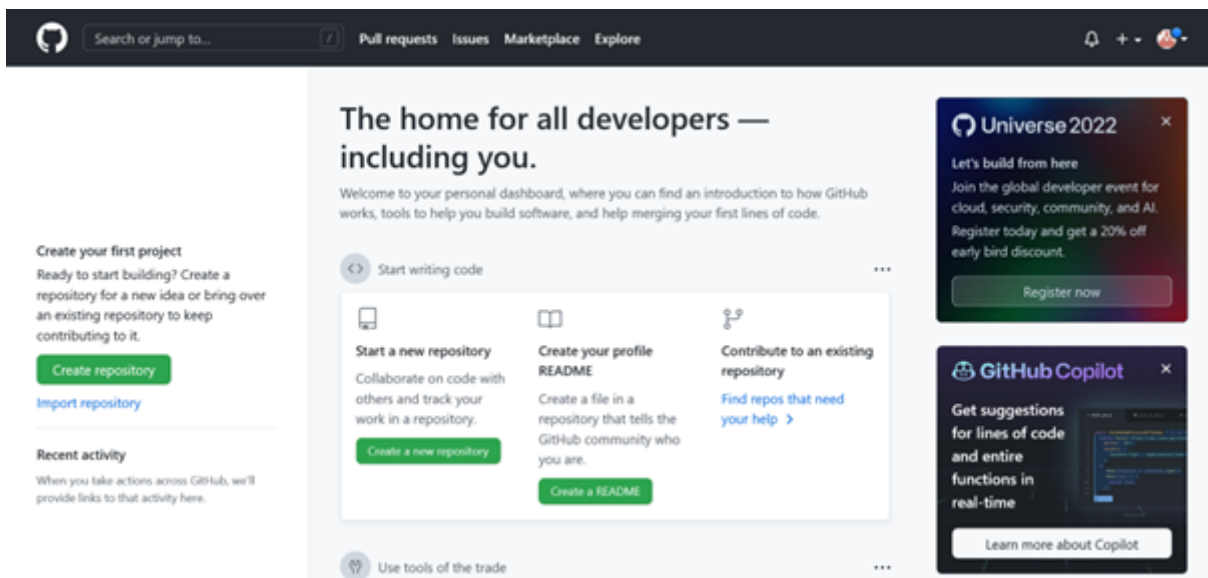 Search or jump to...
/
Pull requests Issues Marketplace Explore
Create your first project
Ready to start building? Create a
repository for a new idea or bring over
an existing repository to keep
contributing to it.
Create repository
Import repository
Recent activity
When you take actions across GitHub, we'll
provide links to that activity here.
The home for all developers —
including you.
Welcome to your personal dashboard, where you can find an introduction to how GitHub
works, tools to help you build software, and help merging your first lines of code.
Start writing code
Start a new repository
Collaborate on code with
others and track your
work in a repository.
Create a new repository
Create your profile
README
Create a file in a
repository that tells the
GitHub community who
you are.
Create a README
Contribute to an existing
repository
Find repos that need
your help
Use tools of the trade
Universe 2022
Let's build from here
Join the global developer event for
cloud, security, community, and AI.
Register today and get a 20% off
early bird discount.
Register now
GitHub Copilot
Get suggestions
for lines of code
and entire
functions in
real-time
Learn more about Copilot